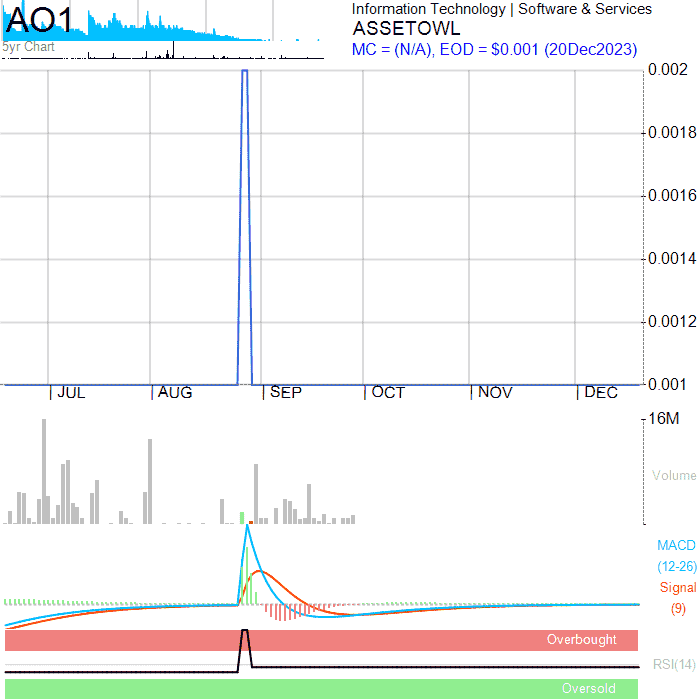 AO1
5yr Chart
Information Technology | Software & Services
ASSETOWL
MC = (N/A), EOD = $0.001 (20Dec2023)
0.002
0.0018
0.0016
0.0014
0.0012
0.001
JUL AUG SEP OCT NOV DEC
16M
Volume
MACD
(12-26)
Signal
(9)
Overbought
RSI(14)
Oversold